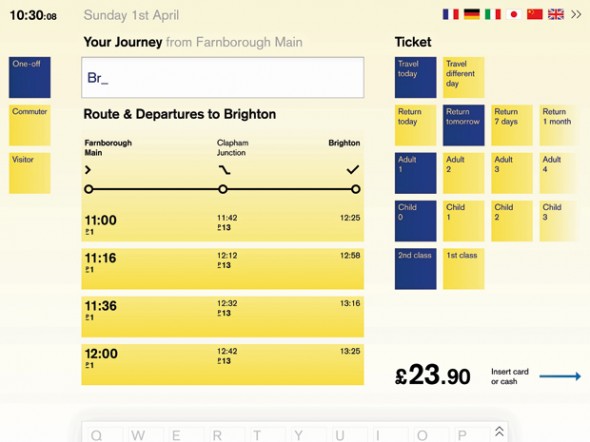 10:30:08 Sunday 1st April
Your Journey from Farnborough Main
Ticket
One-off
Commuter
Visitor
Br_
Route & Departures to Brighton
Farnborough
Main
Clapham
Junction
Brighton
11:00 11:42 12:25
1 13
11:16 12:12 12:58
1 13
11:36 12:32 13:16
1 13
12:00 12:42 13:25
1 13
Travel
today
Travel
different
day
Return
today
Return
tomorrow
Return
7 days
Return
1 month
Adult
1
Adult
2
Adult
3
Adult
4
Child
0
Child
1
Child
2
Child
3
2nd class
1st class
£23.90
Insert card
or cash
Q W E R T Y U I O P